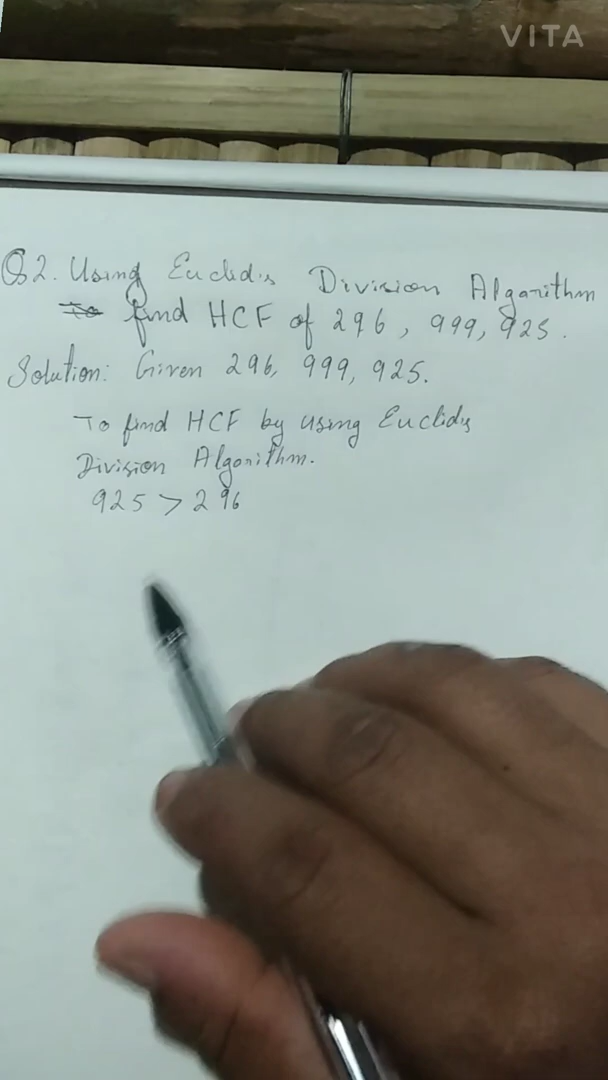 VITA
Q2. Using Euclid's Division Algorithm
To find HCF of 296, 999, 925.
Solution: Given 296, 999, 925.
To find HCF by using Euclid's
Division Algorithm.
925 > 296